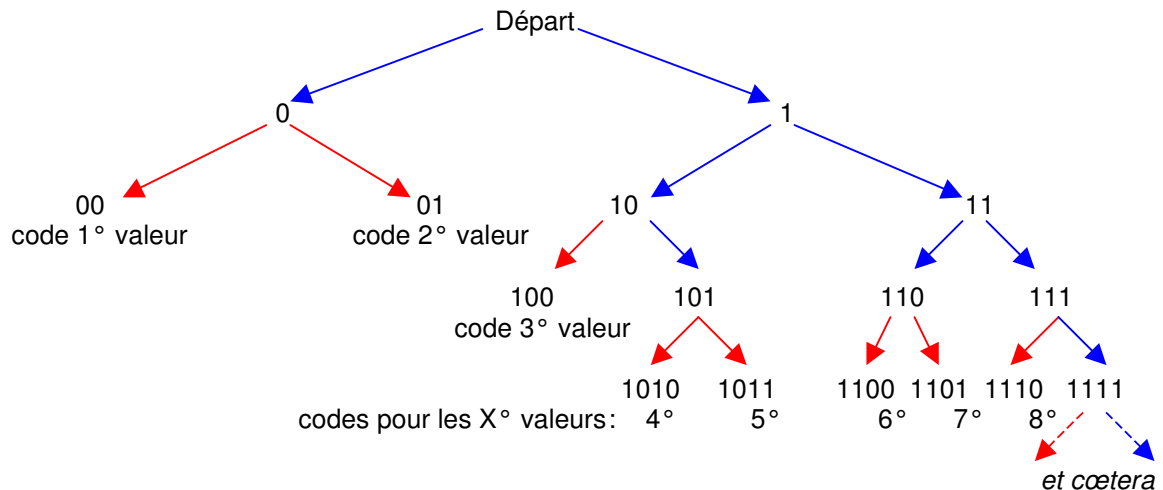 Départ
0 1
00 01 10 11
code 1° valeur code 2° valeur
100 101 110 111
code 3° valeur
1010 1011 1100 1101 1110 1111
codes pour les X° valeurs: 4° 5° 6° 7° 8°
et cœtera